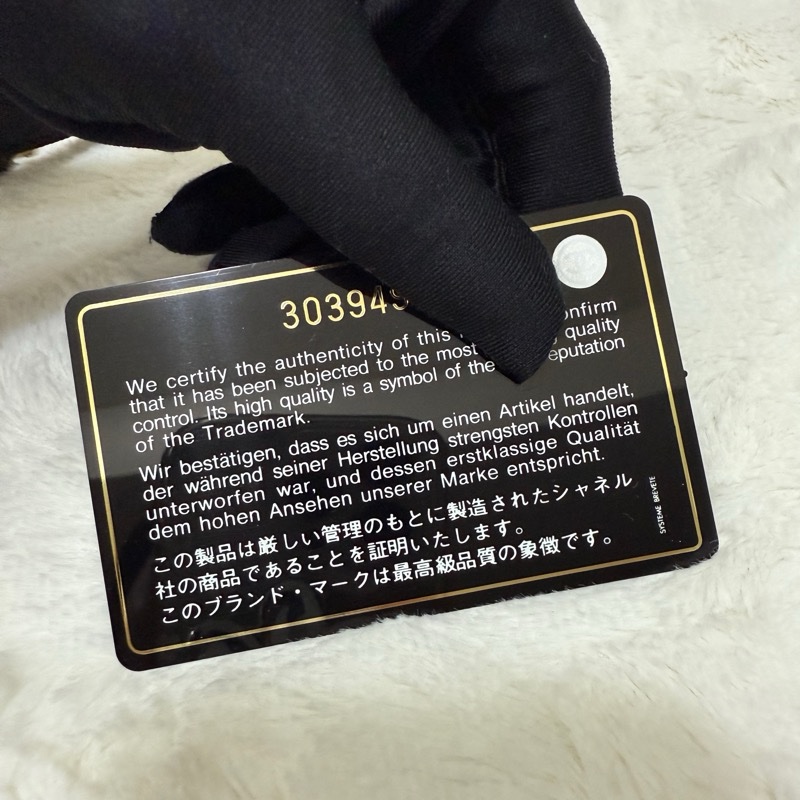 303949
We certify the authenticity of this
confirm
that it has been subjected to the most
quality
control. Its high quality is a symbol of the
reputation
of the Trademark.
Wir bestätigen, dass es sich um einen Artikel handelt,
der während seiner Herstellung strengsten Kontrollen
unterworfen war, und dessen erstklassige Qualität
dem hohen Ansehen unserer Marke entspricht.
この製品は厳しい管理のもとに製造されたシャネル
社の商品であることを証明いたします。
このブランド・マークは最高級品質の象徴です。
SYSTEME BREVETE